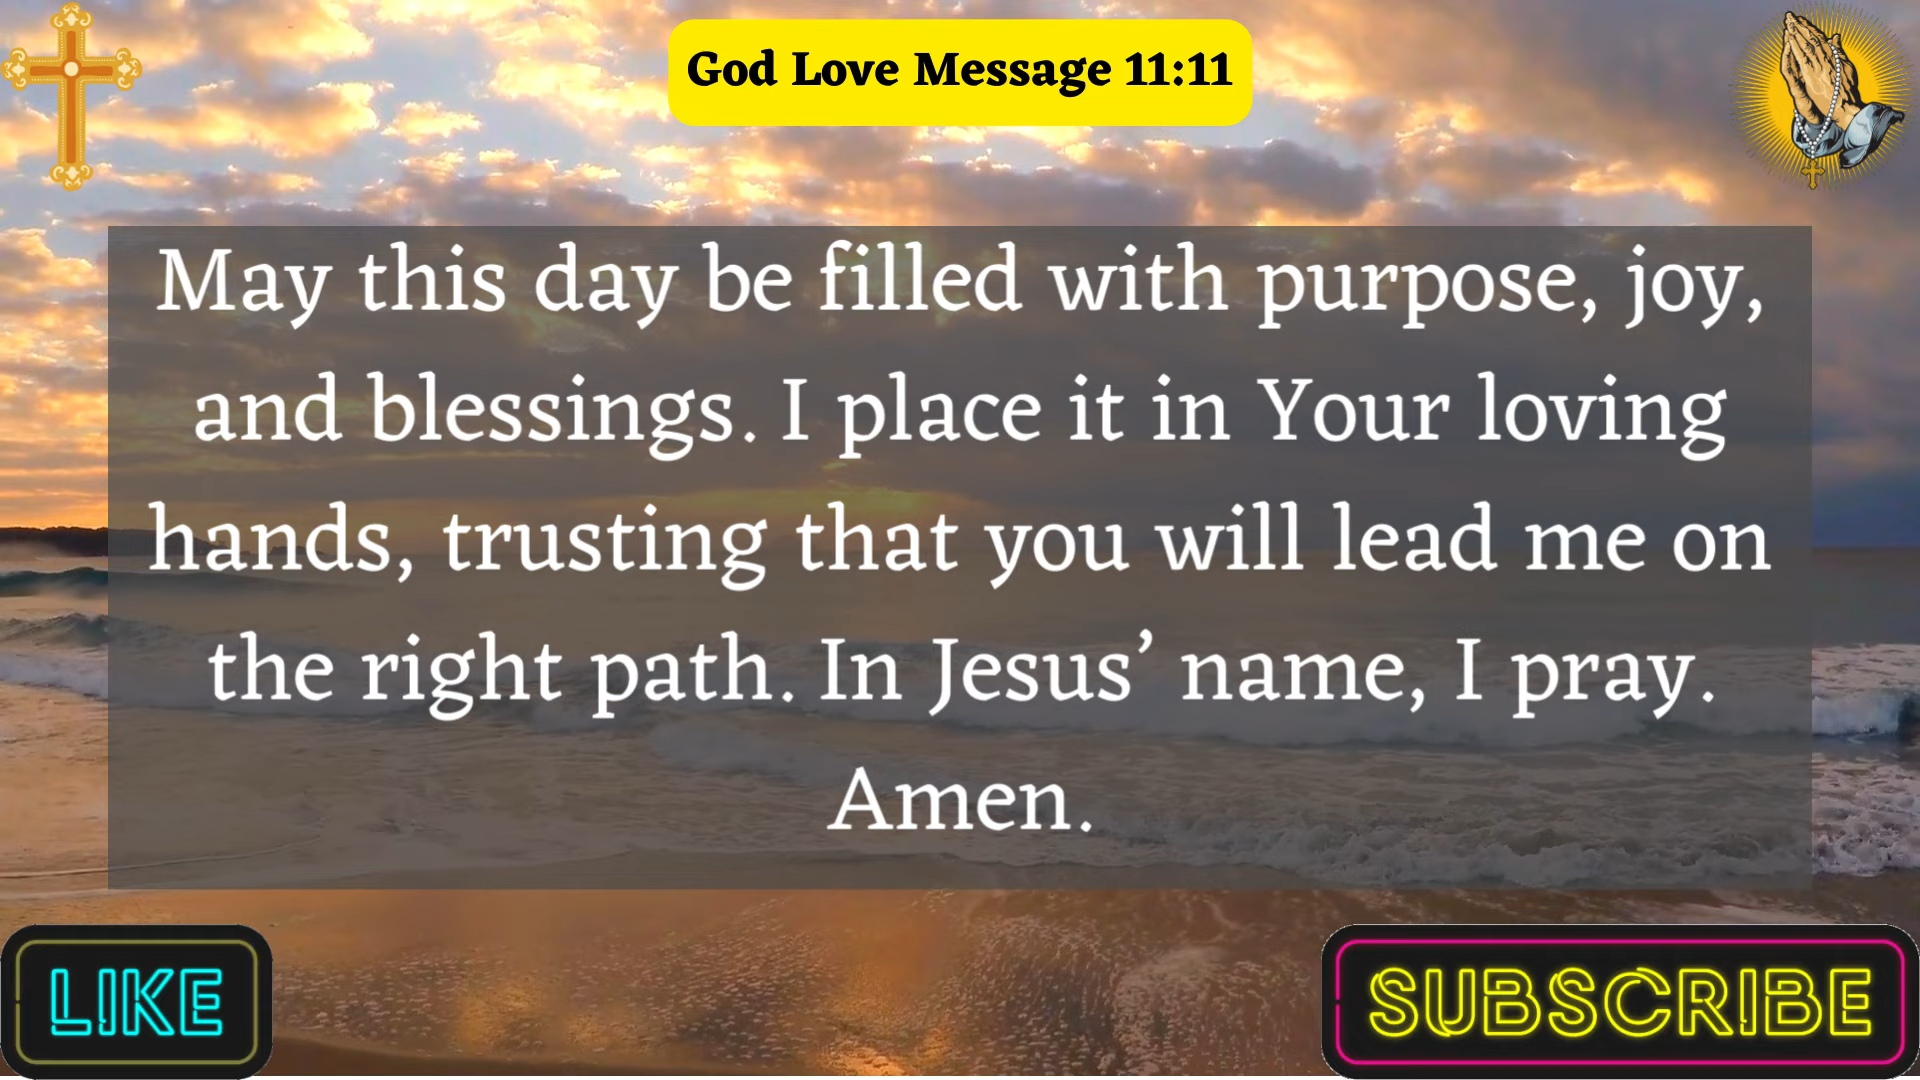 God Love Message 11:11
May this day be filled with purpose, joy,
and blessings. I place it in Your loving
hands, trusting that you will lead me on
the right path. In Jesus’ name, I pray.
Amen.
LIKE
SUBSCRIBE